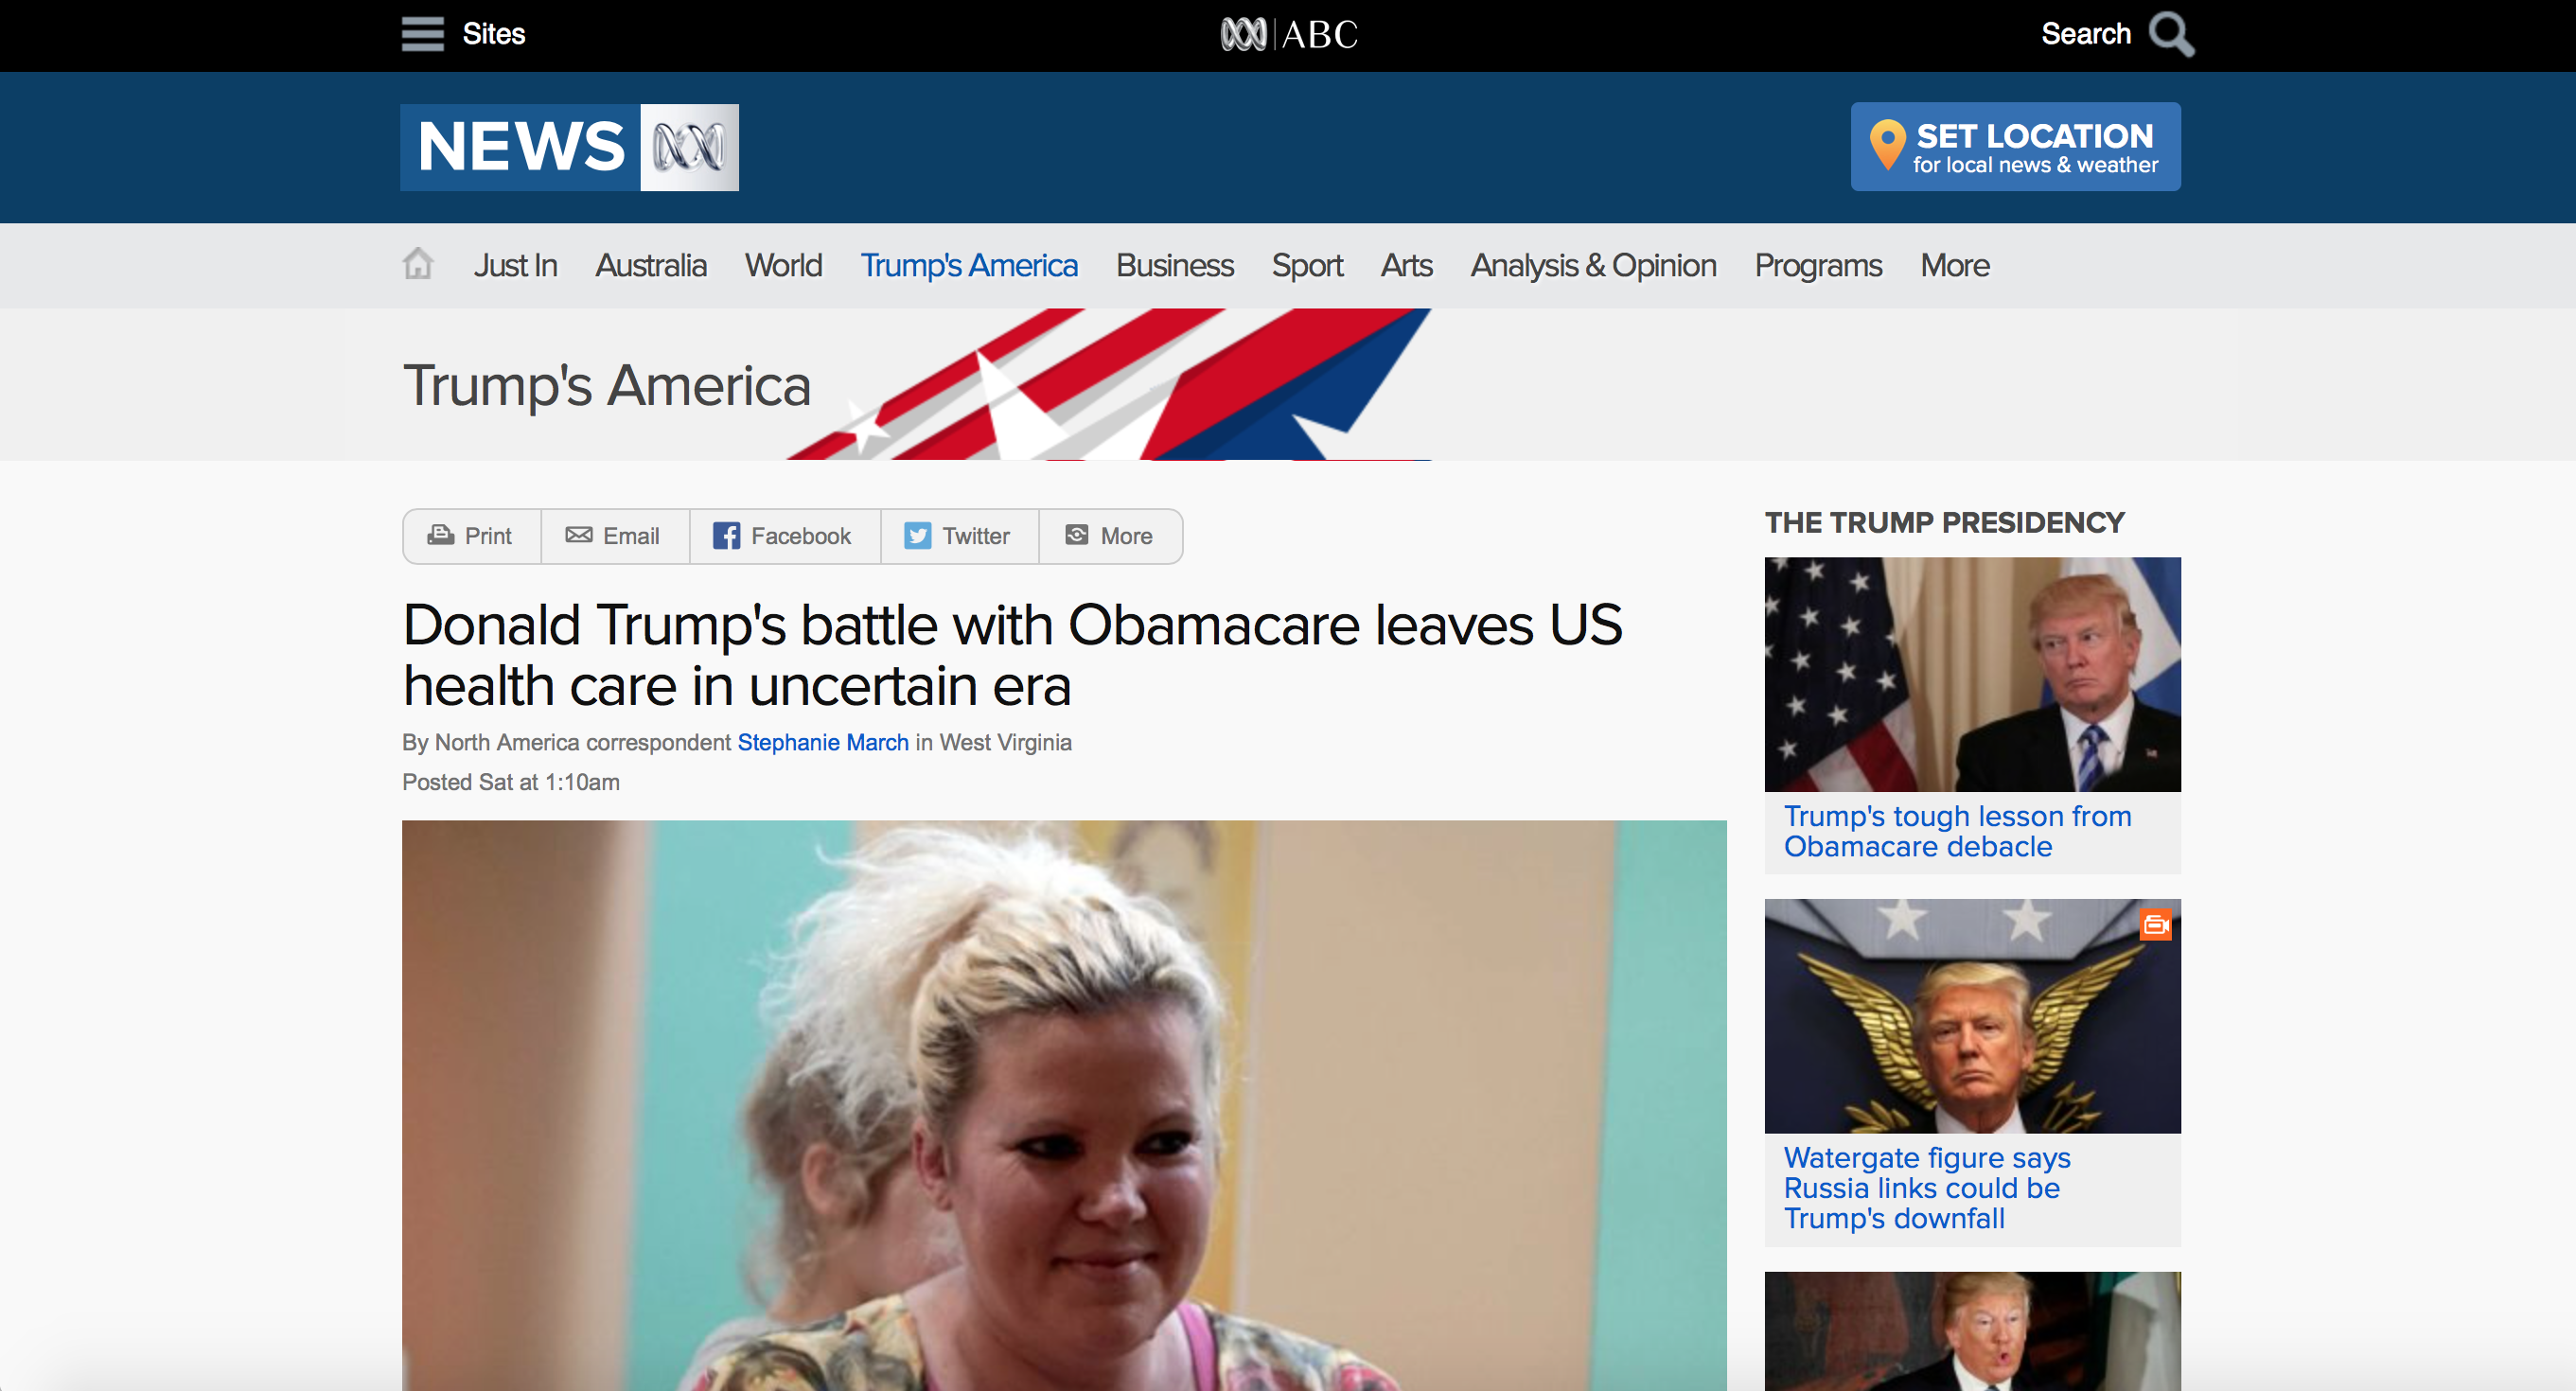 Sites
ABC
Search
NEWS
SET LOCATION
for local news & weather
Just In Australia World Trump's America Business Sport Arts Analysis & Opinion Programs More
Trump's America
Print Email Facebook Twitter More
Donald Trump's battle with Obamacare leaves US
health care in uncertain era
By North America correspondent Stephanie March in West Virginia
Posted Sat at 1:10am
THE TRUMP PRESIDENCY
Trump's tough lesson from
Obamacare debacle
Watergate figure says
Russia links could be
Trump's downfall